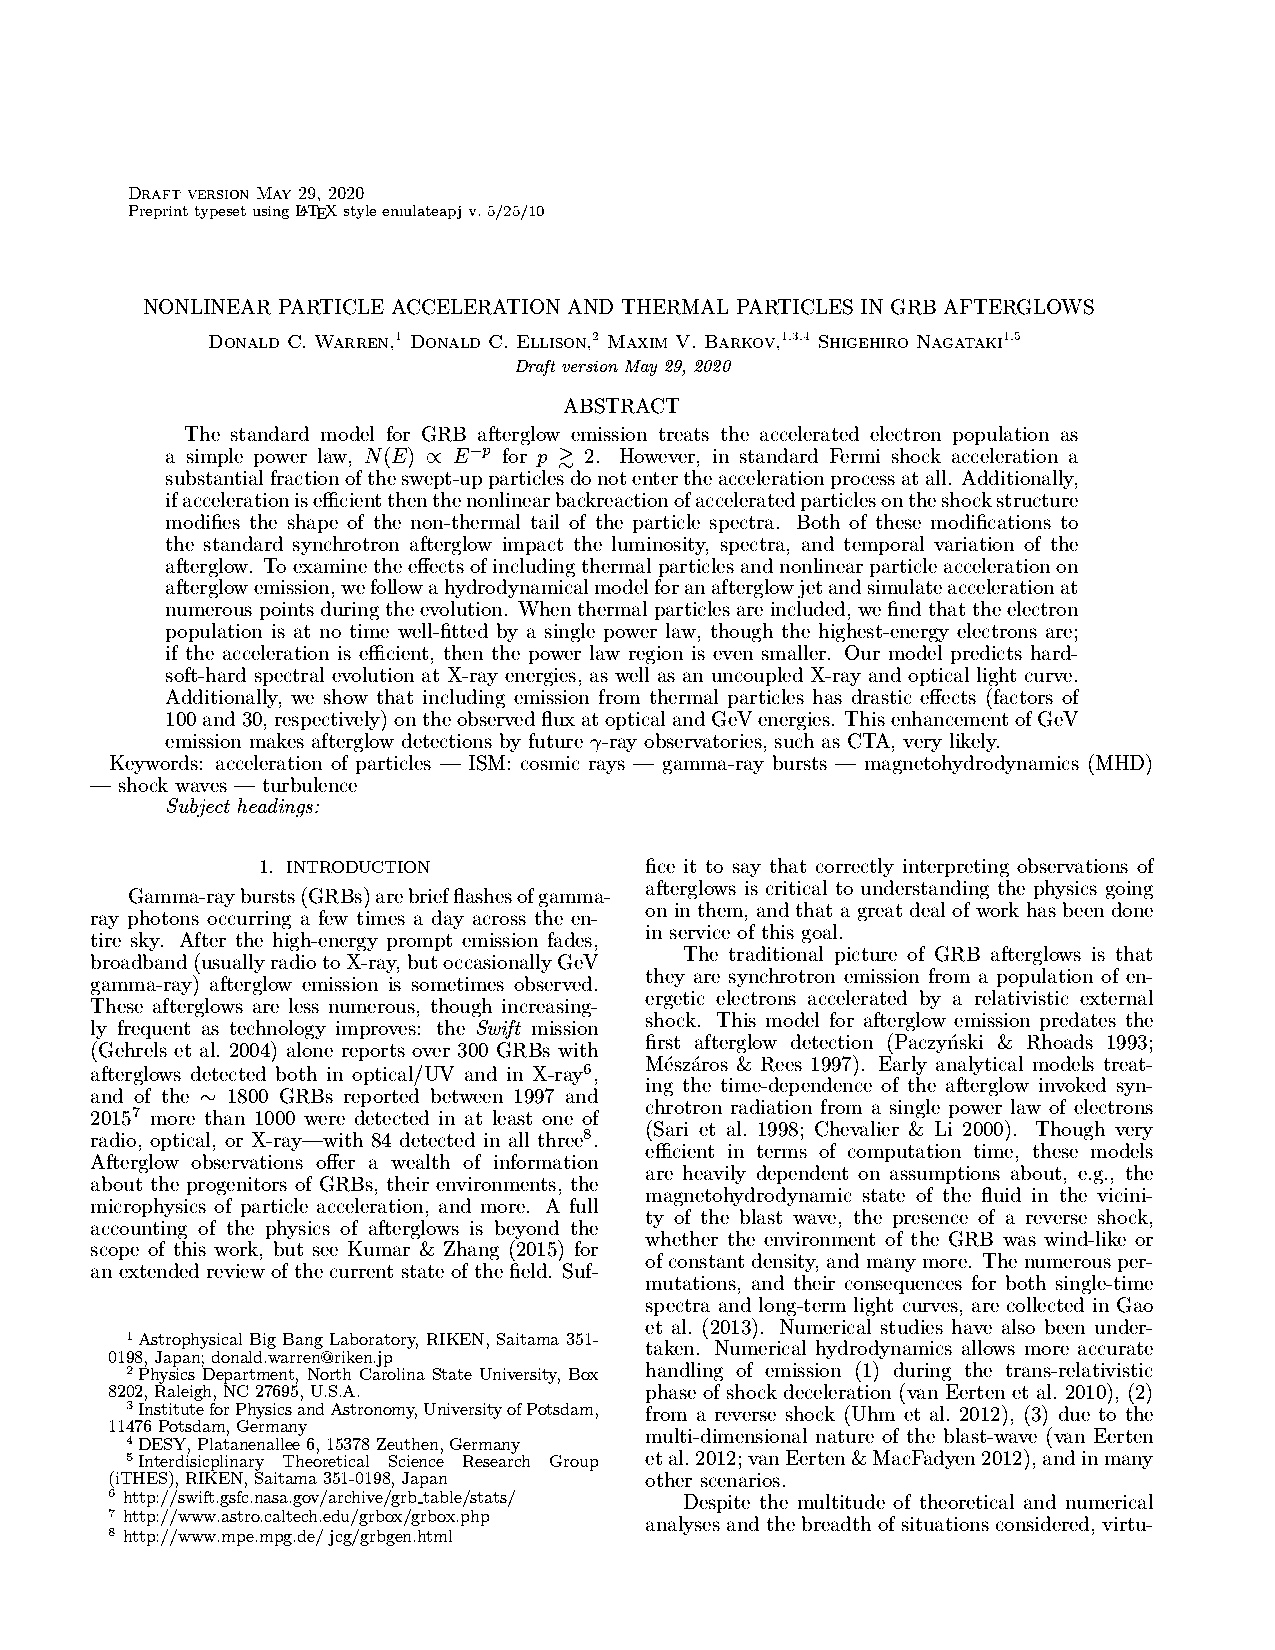 Draft version May 29, 2020
Preprint typeset using LATEX style emulateapj v. 5/25/10
NONLINEAR PARTICLE ACCELERATION AND THERMAL PARTICLES IN GRB AFTERGLOWS
Donald C. Warren,1 Donald C. Ellison,2 Maxim V. Barkov,1,3,4 Shigehiro Nagataki1,5
Draft version May 29, 2020
ABSTRACT
The standard model for GRB afterglow emission treats the accelerated electron population as
a simple power law, N(E) ∝ E−p for p ≳ 2. However, in standard Fermi shock acceleration a
substantial fraction of the swept-up particles do not enter the acceleration process at all. Additionally,
if acceleration is efficient then the nonlinear backreaction of accelerated particles on the shock structure
modifies the shape of the non-thermal tail of the particle spectra. Both of these modifications to
the standard synchrotron afterglow impact the luminosity, spectra, and temporal variation of the
afterglow. To examine the effects of including thermal particles and nonlinear particle acceleration on
afterglow emission, we follow a hydrodynamical model for an afterglow jet and simulate acceleration at
numerous points during the evolution. When thermal particles are included, we find that the electron
population is at no time well-fitted by a single power law, though the highest-energy electrons are;
if the acceleration is efficient, then the power law region is even smaller. Our model predicts hard-
soft-hard spectral evolution at X-ray energies, as well as an uncoupled X-ray and optical light curve.
Additionally, we show that including emission from thermal particles has drastic effects (factors of
100 and 30, respectively) on the observed flux at optical and GeV energies. This enhancement of GeV
emission makes afterglow detections by future γ-ray observatories, such as CTA, very likely.
Keywords: acceleration of particles — ISM: cosmic rays — gamma-ray bursts — magnetohydrodynamics (MHD)
— shock waves — turbulence
Subject headings:
1. INTRODUCTION
Gamma-ray bursts (GRBs) are brief flashes of gamma-
ray photons occurring a few times a day across the en-
tire sky. After the high-energy prompt emission fades,
broadband (usually radio to X-ray, but occasionally GeV
gamma-ray) afterglow emission is sometimes observed.
These afterglows are less numerous, though increasing-
ly frequent as technology improves: the Swift mission
(Gehrels et al. 2004) alone reports over 300 GRBs with
afterglows detected both in optical/UV and in X-ray6,
and of the ∼ 1800 GRBs reported between 1997 and
20157 more than 1000 were detected in at least one of
radio, optical, or X-ray—with 84 detected in all three8.
Afterglow observations offer a wealth of information
about the progenitors of GRBs, their environments, the
microphysics of particle acceleration, and more. A full
accounting of the physics of afterglows is beyond the
scope of this work, but see Kumar & Zhang (2015) for
an extended review of the current state of the field. Suf-
1 Astrophysical Big Bang Laboratory, RIKEN, Saitama 351-
0198, Japan; donald.warren@riken.jp
2 Physics Department, North Carolina State University, Box
8202, Raleigh, NC 27695, U.S.A.
3 Institute for Physics and Astronomy, University of Potsdam,
11476 Potsdam, Germany
4 DESY, Platanenallee 6, 15378 Zeuthen, Germany
5 Interdisicplinary Theoretical Science Research Group
(iTHES), RIKEN, Saitama 351-0198, Japan
6 http://swift.gsfc.nasa.gov/archive/grb_table/stats/
7 http://www.astro.caltech.edu/grbox/grbox.php
8 http://www.mpe.mpg.de/ jcg/grbgen.html
fice it to say that correctly interpreting observations of
afterglows is critical to understanding the physics going
on in them, and that a great deal of work has been done
in service of this goal.
The traditional picture of GRB afterglows is that
they are synchrotron emission from a population of en-
ergetic electrons accelerated by a relativistic external
shock. This model for afterglow emission predates the
first afterglow detection (Paczyński & Rhoads 1993;
Mészáros & Rees 1997). Early analytical models treat-
ing the time-dependence of the afterglow invoked syn-
chrotron radiation from a single power law of electrons
(Sari et al. 1998; Chevalier & Li 2000). Though very
efficient in terms of computation time, these models
are heavily dependent on assumptions about, e.g., the
magnetohydrodynamic state of the fluid in the vicini-
ty of the blast wave, the presence of a reverse shock,
whether the environment of the GRB was wind-like or
of constant density, and many more. The numerous per-
mutations, and their consequences for both single-time
spectra and long-term light curves, are collected in Gao
et al. (2013). Numerical studies have also been under-
taken. Numerical hydrodynamics allows more accurate
handling of emission (1) during the trans-relativistic
phase of shock deceleration (van Eerten et al. 2010), (2)
from a reverse shock (Uhm et al. 2012), (3) due to the
multi-dimensional nature of the blast-wave (van Eerten
et al. 2012; van Eerten & MacFadyen 2012), and in many
other scenarios.
Despite the multitude of theoretical and numerical
analyses and the breadth of situations considered, virtu-